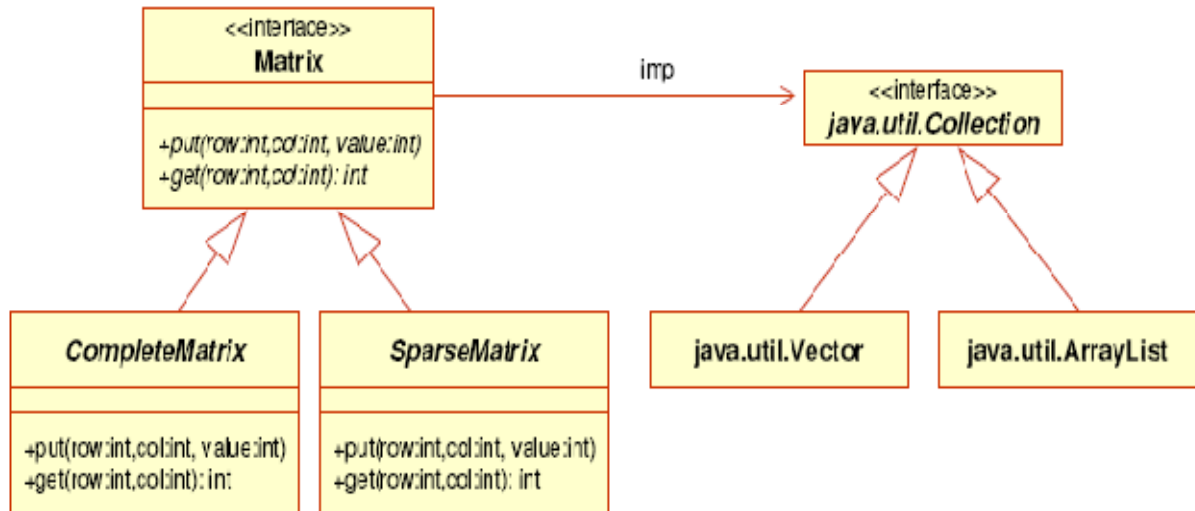 <<interface>>
Matrix
+put(row:int,col:int, value:int)
+get(row:int,col:int): int
imp
<<interface>>
java.util.Collection
CompleteMatrix
+put(row:int,col:int, value:int)
+get(row:int,col:int): int
SparseMatrix
+put(row:int,col:int, value:int)
+get(row:int,col:int): int
java.util.Vector
java.util.ArrayList